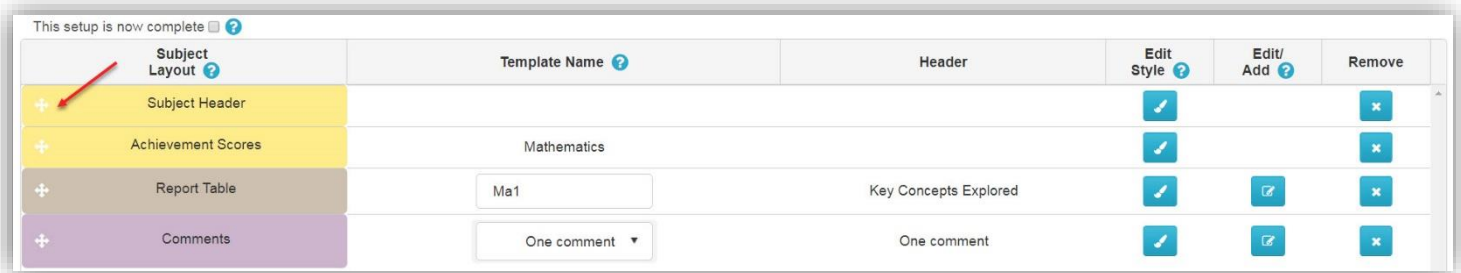 This setup is now complete ?
Subject Layout ? Template Name ? Header Edit Style ? Edit/ Add ? Remove
Subject Header
Achievement Scores Mathematics
Report Table Ma1 Key Concepts Explored
Comments One comment One comment